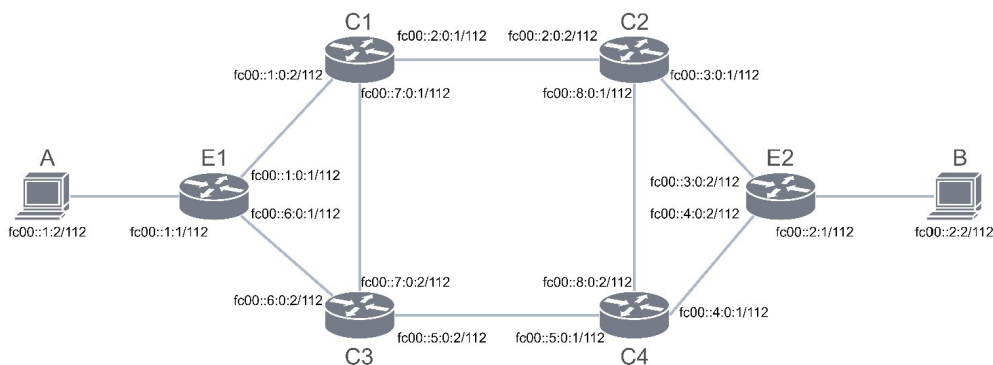 C1
C2
fc00::2:0:1/112
fc00::2:0:2/112
fc00::1:0:2/112
fc00::3:0:1/112
fc00::7:0:1/112
fc00::8:0:1/112
A
E1
E2
B
fc00::1:0:1/112
fc00::3:0:2/112
fc00::6:0:1/112
fc00::4:0:2/112
fc00::1:2/112
fc00::1:1/112
fc00::2:1/112
fc00::2:2/112
fc00::7:0:2/112
fc00::8:0:2/112
fc00::6:0:2/112
fc00::4:0:1/112
fc00::5:0:2/112
fc00::5:0:1/112
C3
C4